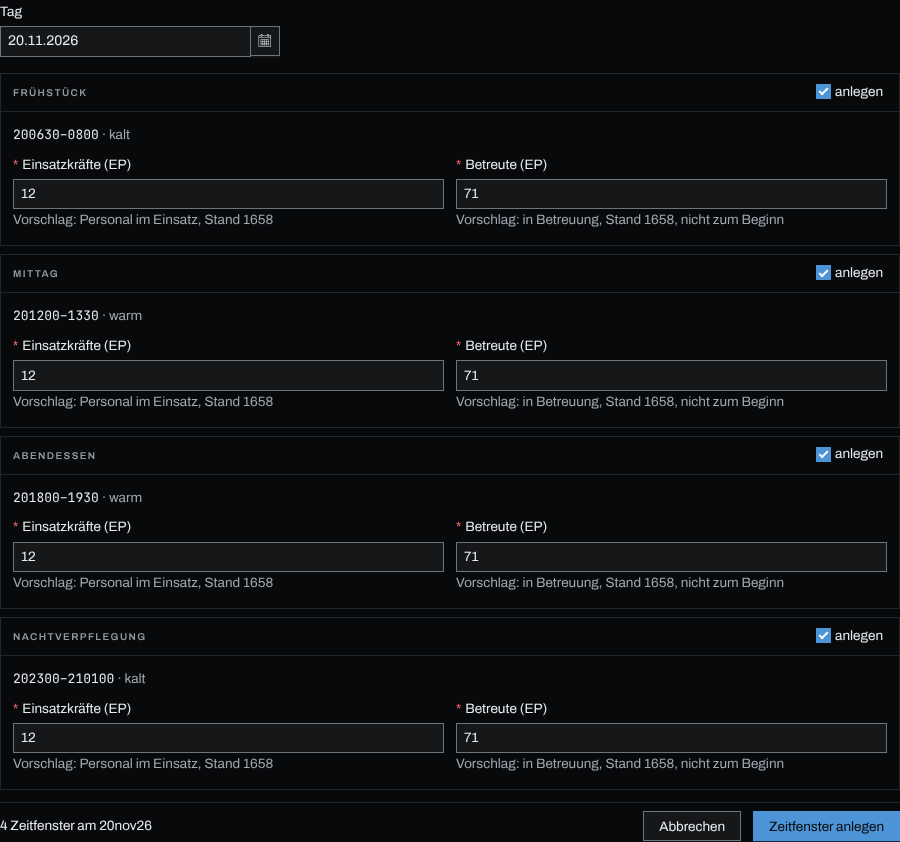 Tag
20.11.2026
FRÜHSTÜCK
anlegen
200630–0800 · kalt
* Einsatzkräfte (EP)
* Betreute (EP)
12
71
Vorschlag: Personal im Einsatz, Stand 1658
Vorschlag: in Betreuung, Stand 1658, nicht zum Beginn
MITTAG
anlegen
201200–1330 · warm
* Einsatzkräfte (EP)
* Betreute (EP)
12
71
Vorschlag: Personal im Einsatz, Stand 1658
Vorschlag: in Betreuung, Stand 1658, nicht zum Beginn
ABENDESSEN
anlegen
201800–1930 · warm
* Einsatzkräfte (EP)
* Betreute (EP)
12
71
Vorschlag: Personal im Einsatz, Stand 1658
Vorschlag: in Betreuung, Stand 1658, nicht zum Beginn
NACHTVERPFLEGUNG
anlegen
202300–210100 · kalt
* Einsatzkräfte (EP)
* Betreute (EP)
12
71
Vorschlag: Personal im Einsatz, Stand 1658
Vorschlag: in Betreuung, Stand 1658, nicht zum Beginn
4 Zeitfenster am 20nov26
Abbrechen
Zeitfenster anlegen